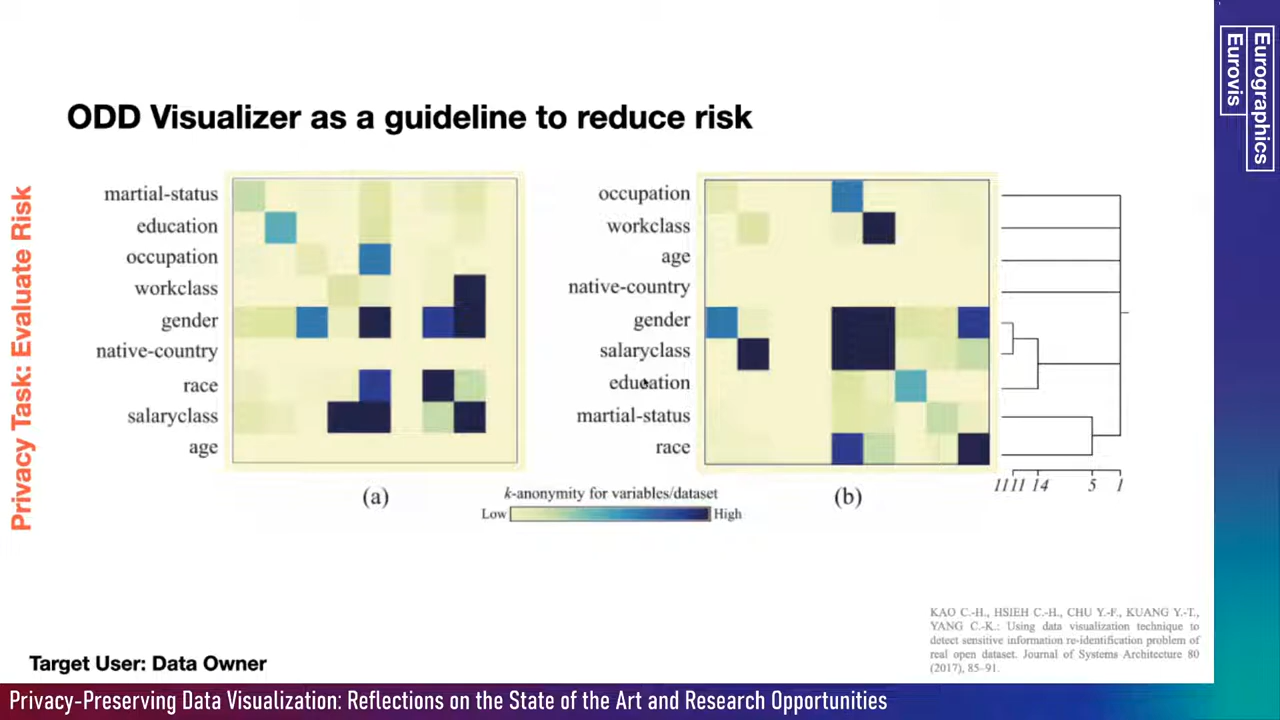 ODD Visualizer as a guideline to reduce risk
Privacy Task: Evaluate Risk
martial-status
education
occupation
workclass
gender
native-country
race
salaryclass
age
(a)
occupation
workclass
age
native-country
gender
salaryclass
education
martial-status
race
(b)
1111 14 5 1
k-anonymity for variables/dataset
Low High
KAO C.-H., HSIEH C.-H., CHU Y.-F., KUANG Y.-T.,
YANG C.-K.: Using data visualization technique to
detect sensitive information re-identification problem of
real open dataset. Journal of Systems Architecture 80
(2017), 85–91.
Target User: Data Owner
Privacy-Preserving Data Visualization: Reflections on the State of the Art and Research Opportunities
Eurographics
Eurovis